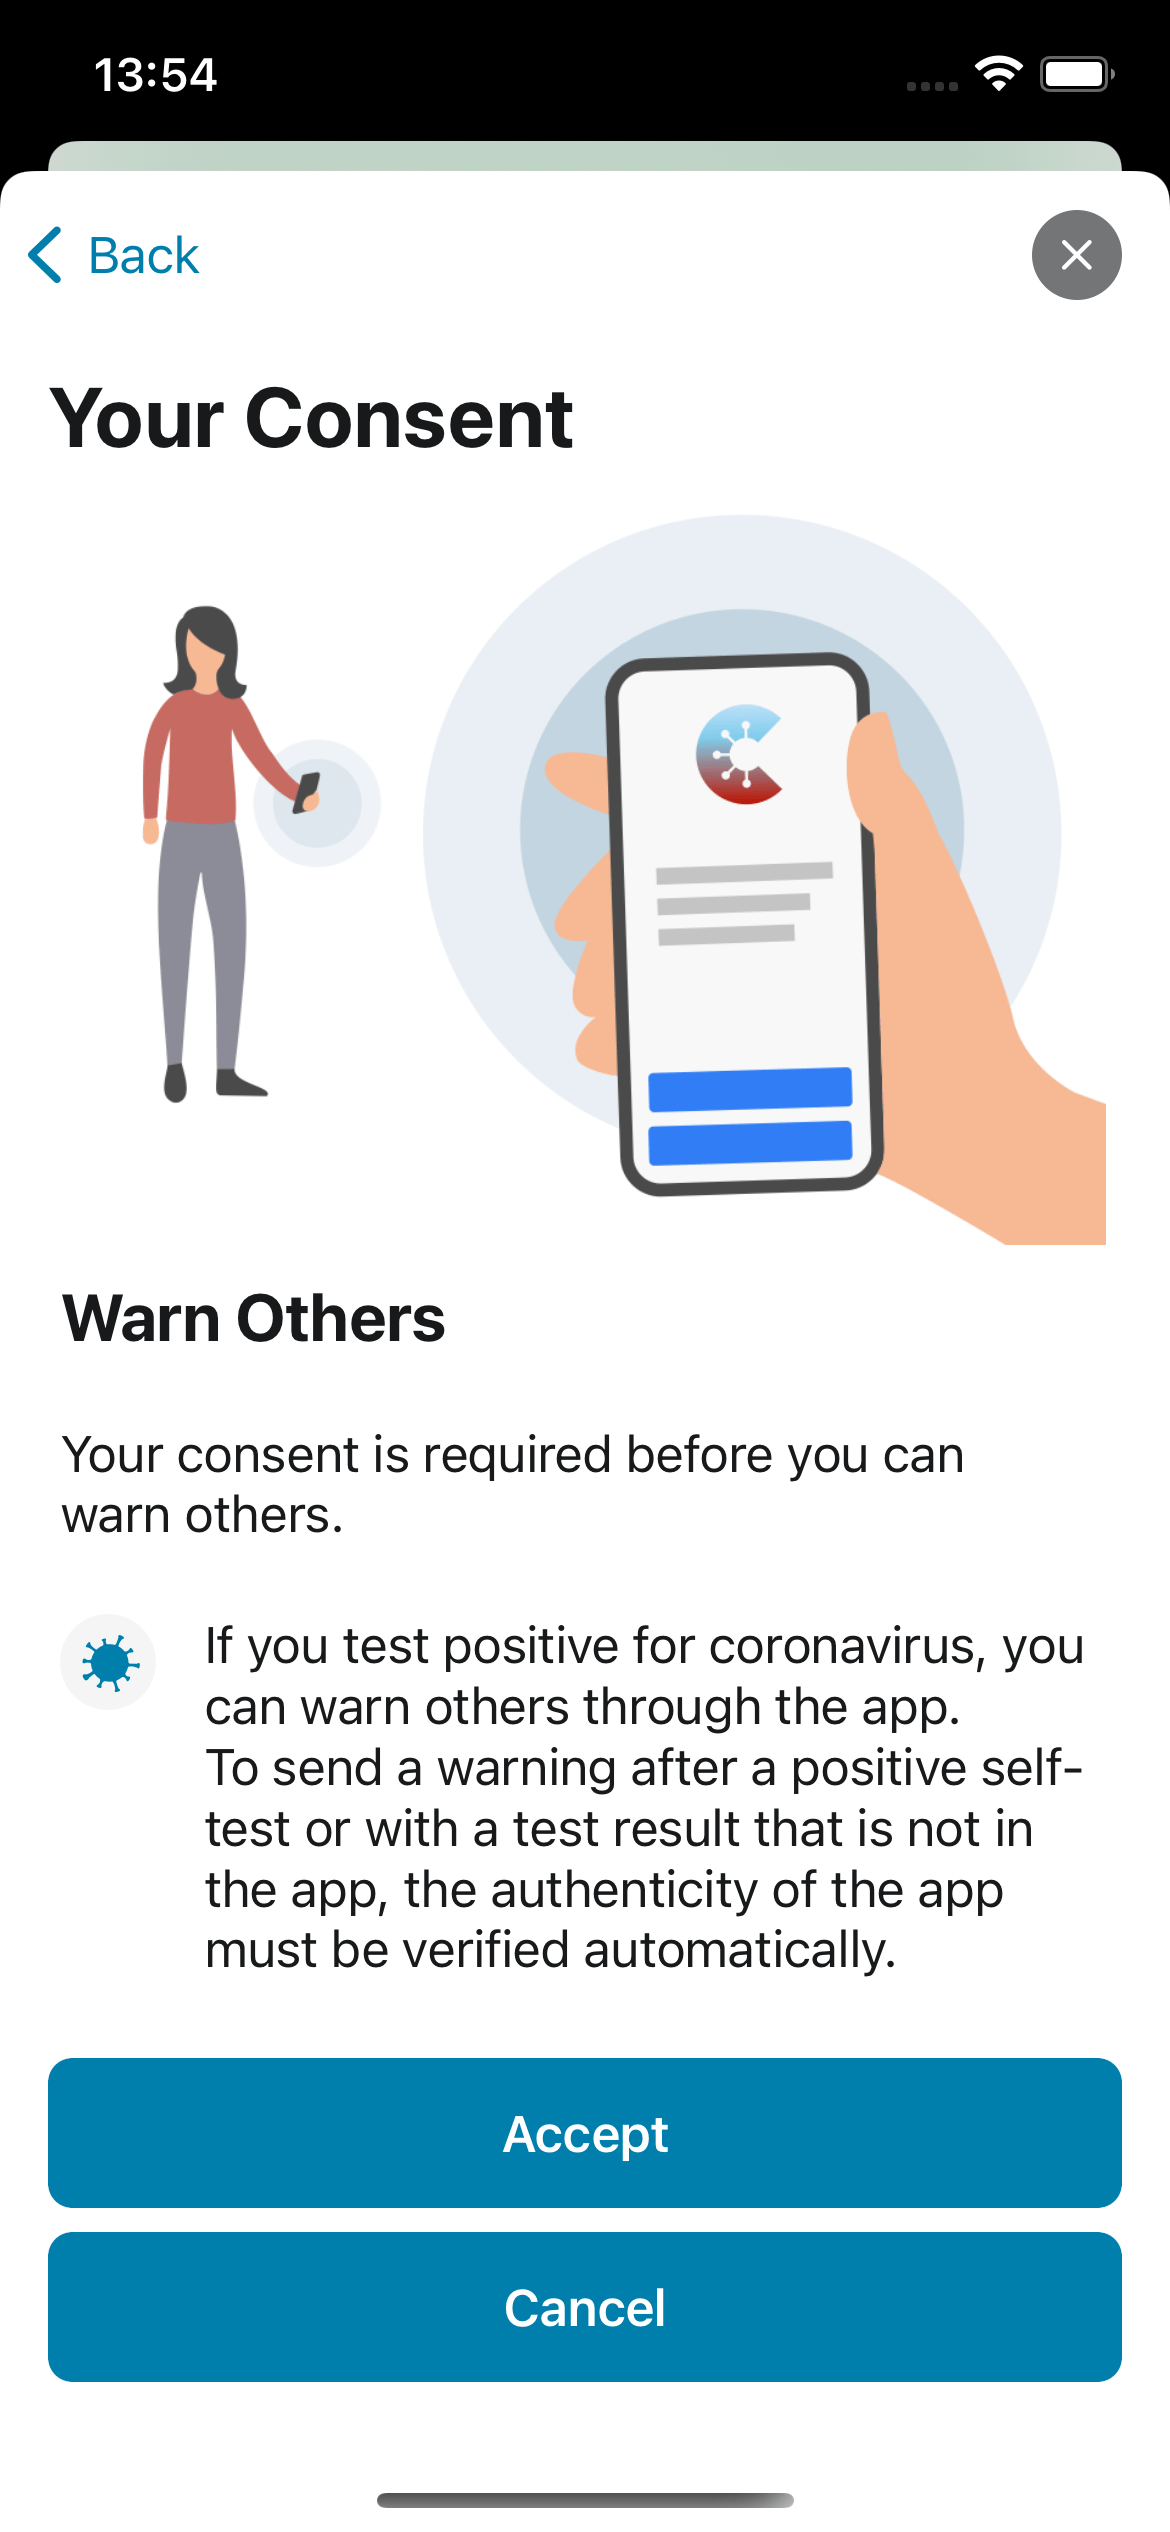 13:54
Back
Your Consent
Warn Others
Your consent is required before you can
warn others.
If you test positive for coronavirus, you
can warn others through the app.
To send a warning after a positive self-
test or with a test result that is not in
the app, the authenticity of the app
must be verified automatically.
Accept
Cancel